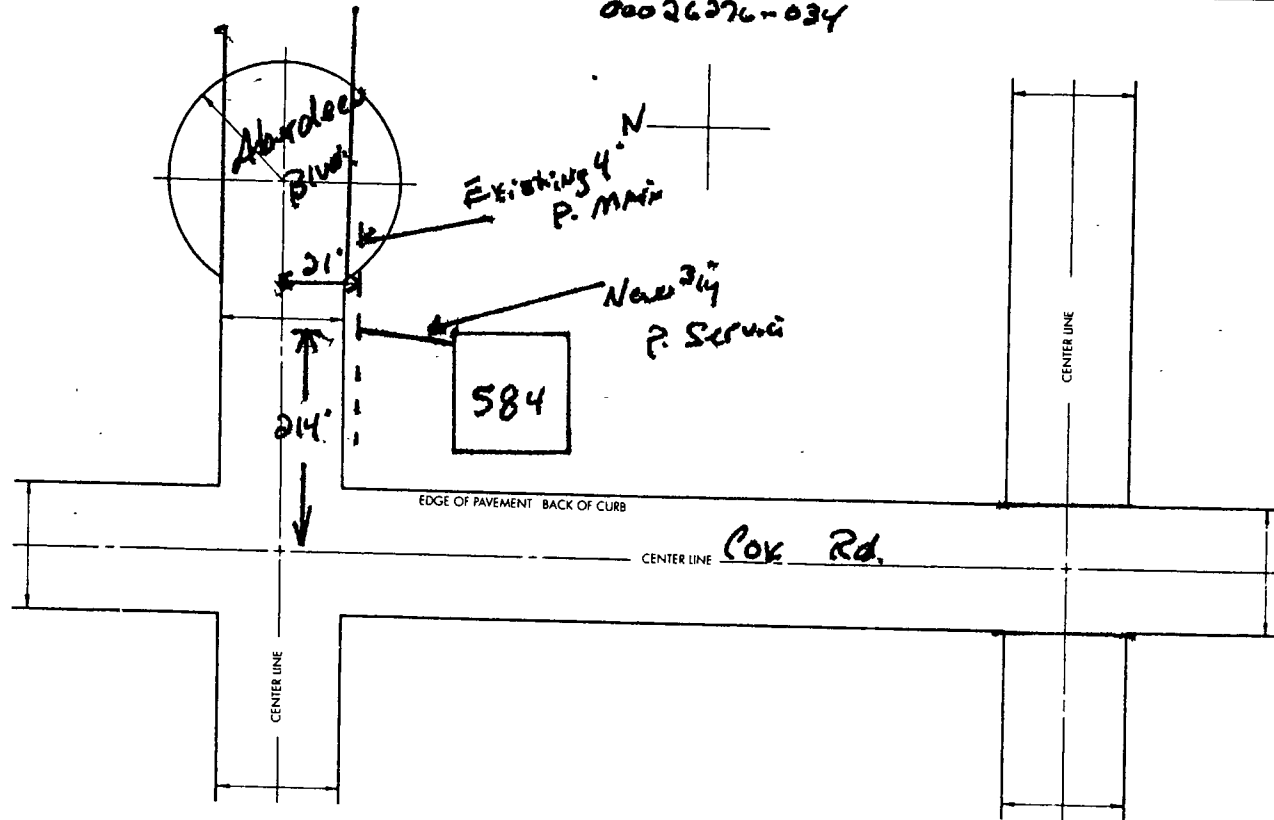 00026276-034
Aberdeen
Blvd.
N
Existing 4"
P. Main
21'
New 3/4"
P. Service
584
214'
CENTER LINE
EDGE OF PAVEMENT BACK OF CURB
CENTER LINE Cox Rd.
CENTER LINE